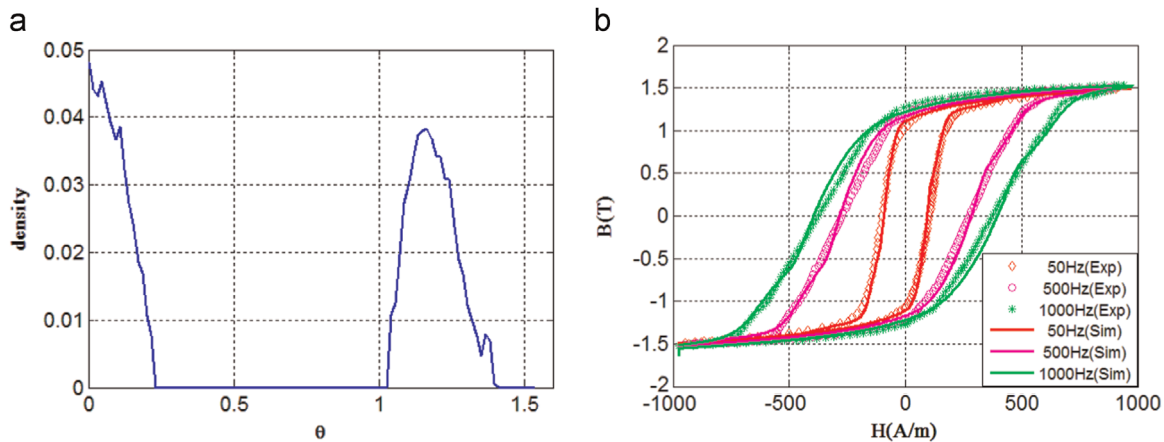 a
0.05
0.04
0.03
0.02
0.01
0
density
0 0.5 1 1.5
θ
b
2
1.5
1
0.5
0
-0.5
-1
-1.5
-2
B(T)
50Hz(Exp)
500Hz(Exp)
1000Hz(Exp)
50Hz(Sim)
500Hz(Sim)
1000Hz(Sim)
-1000 -500 0 500 1000
H(A/m)